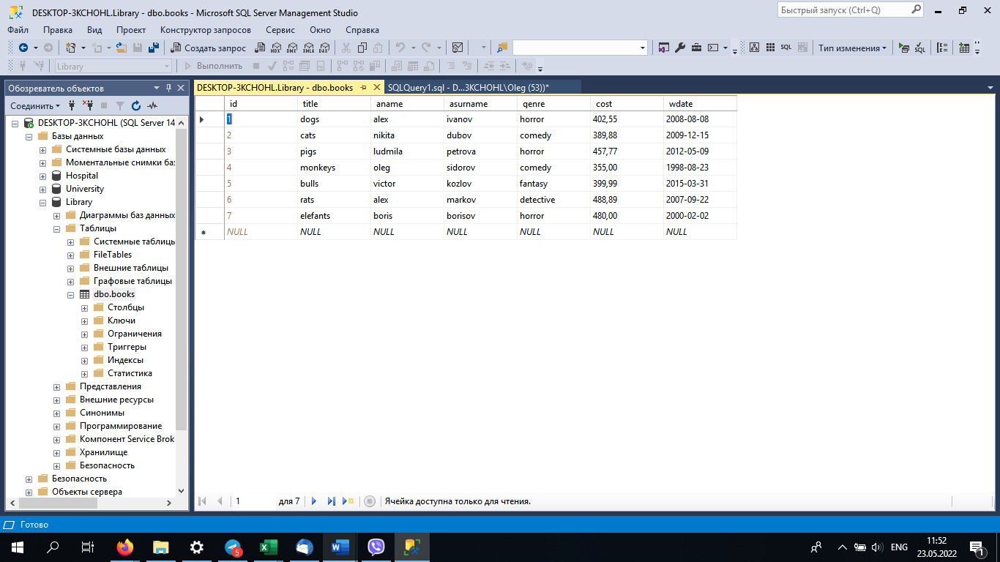 DESKTOP-3KCHOHL.Library - dbo.books - Microsoft SQL Server Management Studio
Быстрый запуск (Ctrl+Q)
Файл Правка Вид Проект Конструктор запросов Сервис Окно Справка
Создать запрос MDX DMX XMLA DAX SQL Тип изменения SQL
Library Выполнить
Обозреватель объектов
DESKTOP-3KCHOHL.Library - dbo.books SQLQuery1.sql - D...3KCHOHL\Oleg (53))*
Соединить
DESKTOP-3KCHOHL (SQL Server 14
Базы данных
Системные базы данных
Моментальные снимки баз
Hospital
University
Library
Диаграммы баз данных
Таблицы
Системные таблицы
FileTables
Внешние таблицы
Графовые таблицы
dbo.books
Столбцы
Ключи
Ограничения
Триггеры
Индексы
Статистика
Представления
Внешние ресурсы
Синонимы
Программирование
Компонент Service Brok
Хранилище
Безопасность
Безопасность
Объекты сервера
id title aname asurname genre cost wdate
1 dogs alex ivanov horror 402,55 2008-08-08
2 cats nikita dubov comedy 389,88 2009-12-15
3 pigs ludmila petrova horror 457,77 2012-05-09
4 monkeys oleg sidorov comedy 355,00 1998-08-23
5 bulls victor kozlov fantasy 399,99 2015-03-31
6 rats alex markov detective 488,89 2007-09-22
7 elefants boris borisov horror 480,00 2000-02-02
NULL NULL NULL NULL NULL NULL NULL
1 для 7 Ячейка доступна только для чтения.
Готово
5
ENG
11:52
23.05.2022
1